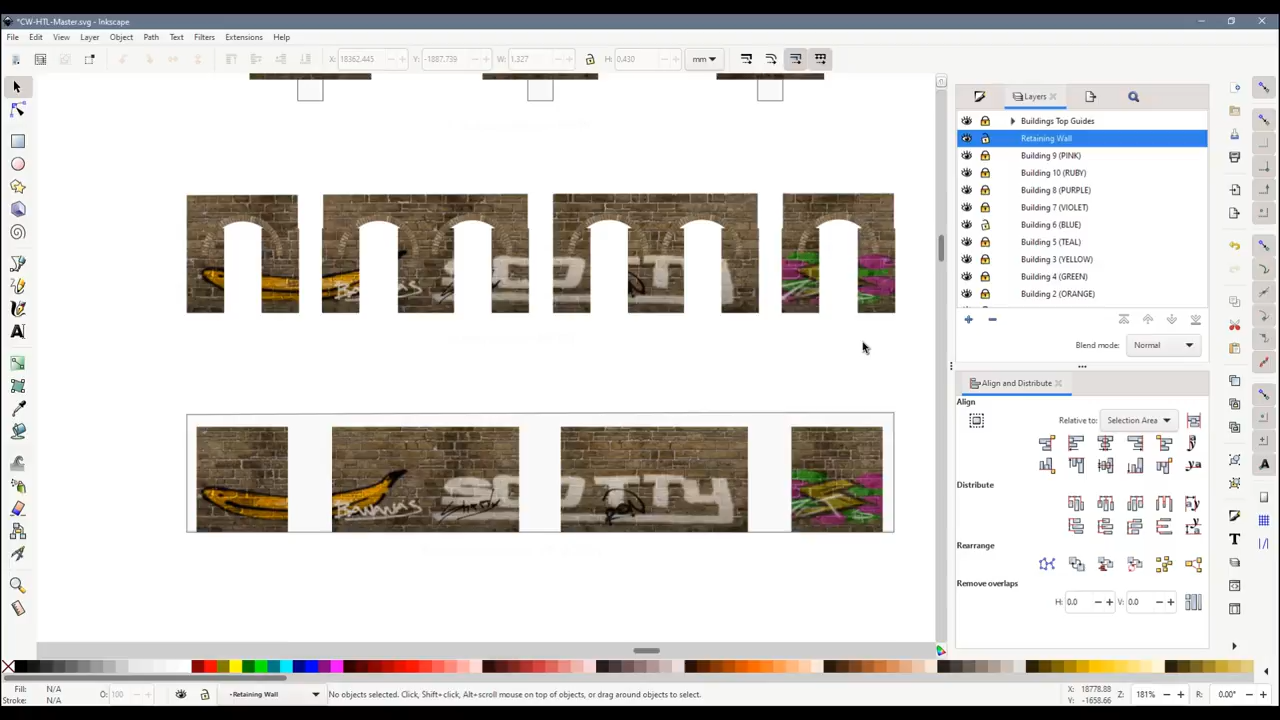 *CW-HTL-Master.svg - Inkscape
File Edit View Layer Object Path Text Filters Extensions Help
X: 18362.445 Y: -1887.739 W: 1.327 H: 0.430 mm
Layers
Buildings Top Guides
Retaining Wall
Building 9 (PINK)
Building 10 (RUBY)
Building 8 (PURPLE)
Building 7 (VIOLET)
Building 6 (BLUE)
Building 5 (TEAL)
Building 3 (YELLOW)
Building 4 (GREEN)
Building 2 (ORANGE)
Blend mode: Normal
Align and Distribute
Align
Relative to: Selection Area
Distribute
Rearrange
Remove overlaps
H: 0.0 V: 0.0
BANANAS
SCOTTY
Fill: N/A
Stroke: N/A
O: 100
Retaining Wall
No objects selected. Click, Shift+click, Alt+scroll mouse on top of objects, or drag around objects to select.
X: 18778.88
Y: -1658.66
Z: 181%
R: 0.00°